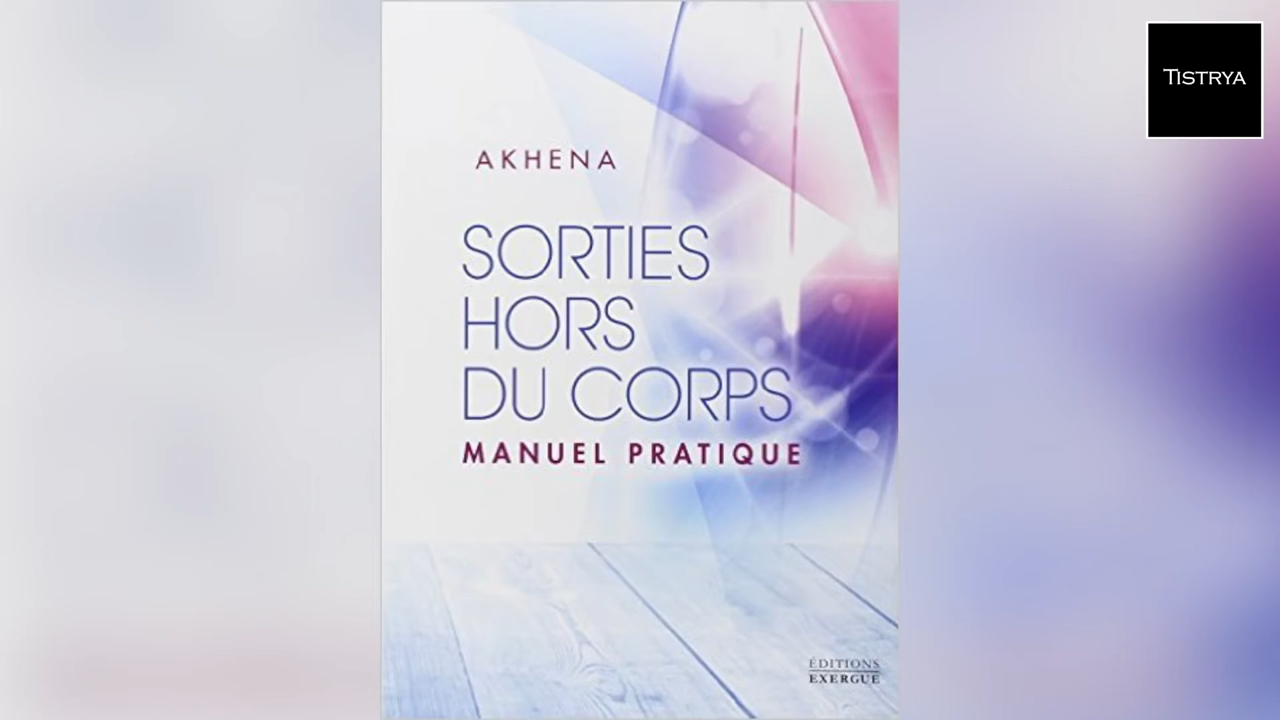 TISTRYA
AKHENA
SORTIES
HORS
DU CORPS
MANUEL PRATIQUE
ÉDITIONS
EXERGUE